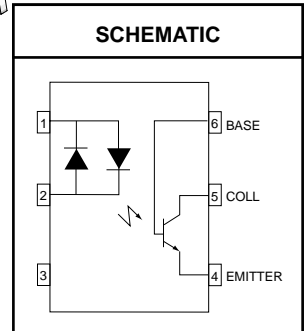 SCHEMATIC
1
6 BASE
2
5 COLL
3
4 EMITTER